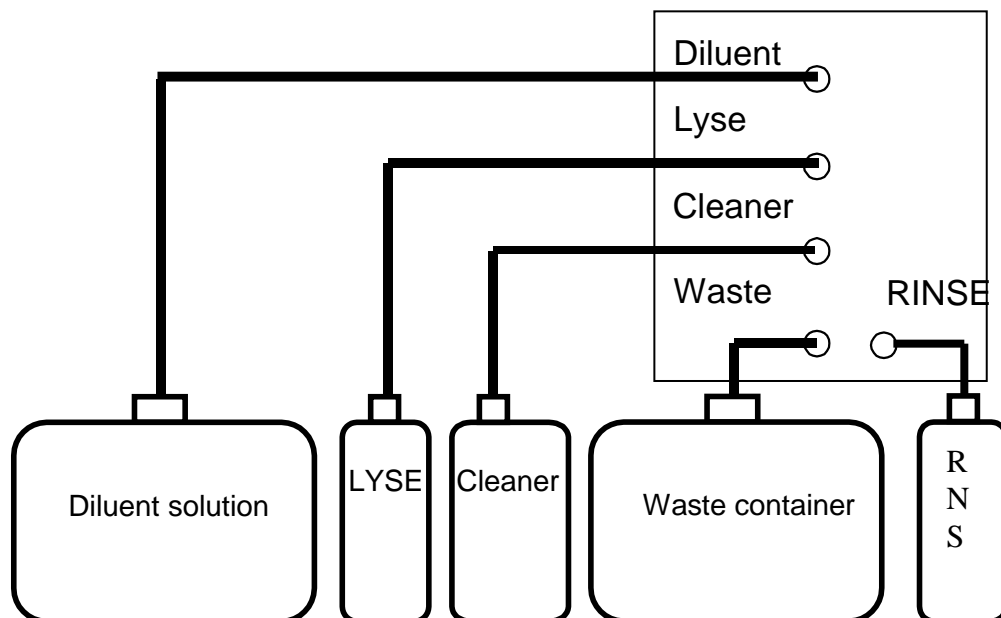 Diluent
Lyse
Cleaner
Waste
RINSE
Diluent solution
LYSE
Cleaner
Waste container
R
N
S